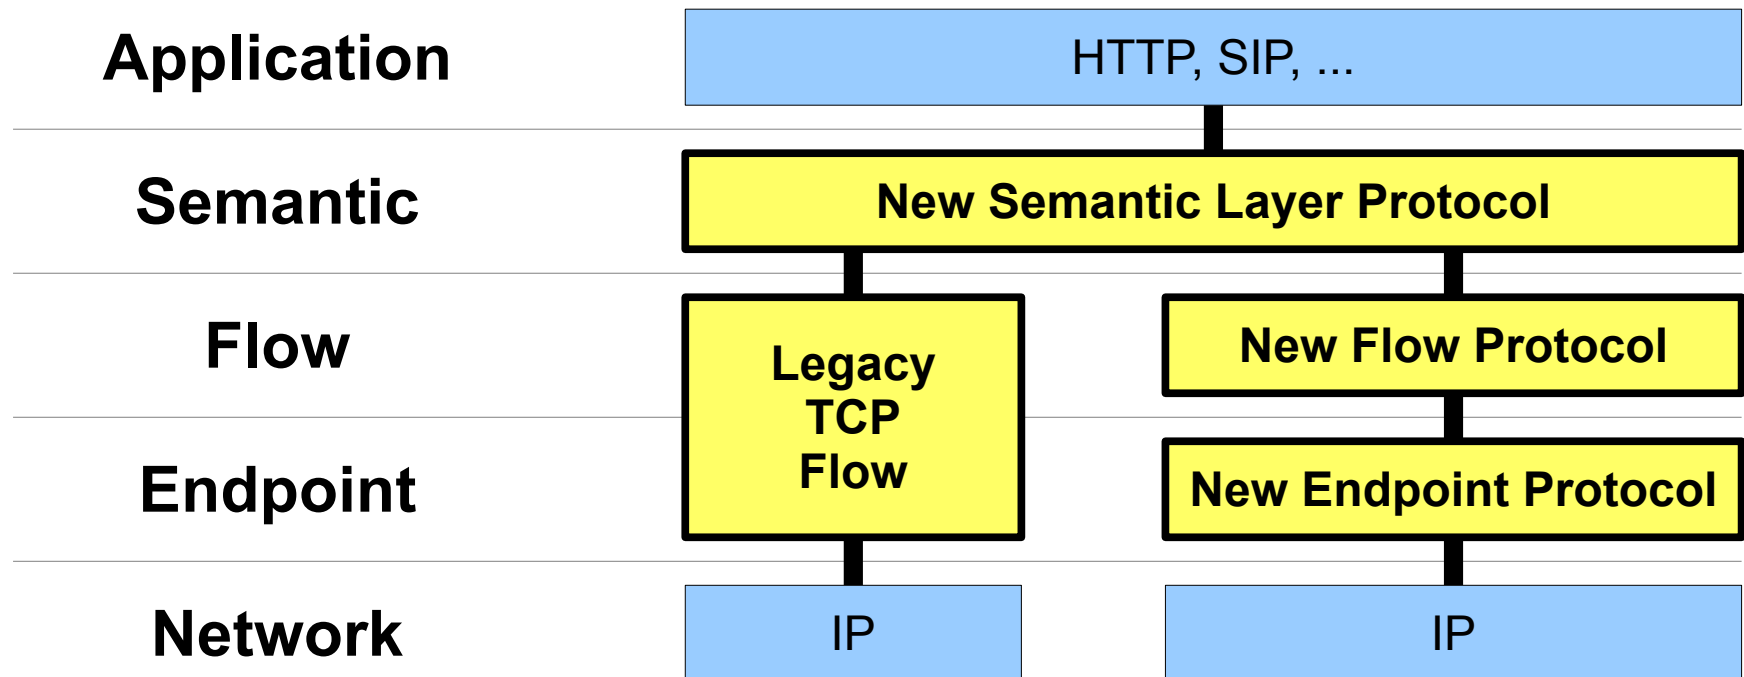 Application
HTTP, SIP, ...
Semantic
New Semantic Layer Protocol
Flow
Legacy
TCP
Flow
New Flow Protocol
Endpoint
New Endpoint Protocol
Network
IP
IP